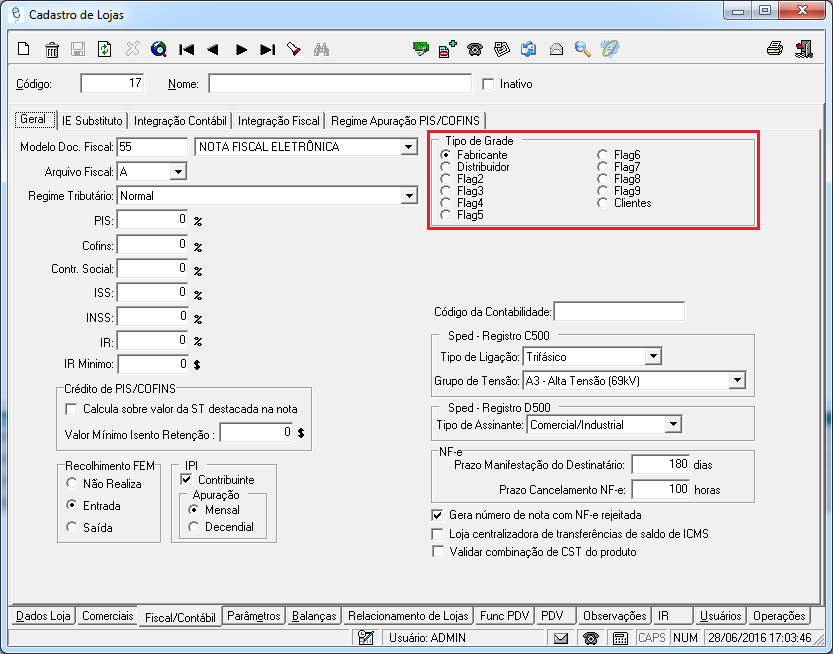 Cadastro de Lojas
Código: 17 Nome: Inativo
Geral IE Substituto Integração Contábil Integração Fiscal Regime Apuração PIS/COFINS
Modelo Doc. Fiscal: 55 NOTA FISCAL ELETRÔNICA
Arquivo Fiscal: A
Regime Tributário: Normal
PIS: 0 %
Cofins: 0 %
Contr. Social: 0 %
ISS: 0 %
INSS: 0 %
IR: 0 %
IR Minimo: 0 $
Crédito de PIS/COFINS
Calcula sobre valor da ST destacada na nota
Valor Mínimo Isento Retenção : 0 $
Recolhimento FEM
Não Realiza
Entrada
Saída
IPI
Contribuinte
Apuração
Mensal
Decendial
Tipo de Grade
Fabricante
Distribuidor
Flag2
Flag3
Flag4
Flag5
Flag6
Flag7
Flag8
Flag9
Clientes
Código da Contabilidade:
Sped - Registro C500
Tipo de Ligação: Trifásico
Grupo de Tensão: A3 - Alta Tensão (69kV)
Sped - Registro D500
Tipo de Assinante: Comercial/Industrial
NF-e
Prazo Manifestação do Destinatário: 180 dias
Prazo Cancelamento NF-e: 100 horas
Gera número de nota com NF-e rejeitada
Loja centralizadora de transferências de saldo de ICMS
Validar combinação de CST do produto
Dados Loja Comerciais Fiscal/Contábil Parâmetros Balanças Relacionamento de Lojas Func PDV PDV Observações IR Usuários Operações
Usuário: ADMIN CAPS NUM 28/06/2016 17:03:46